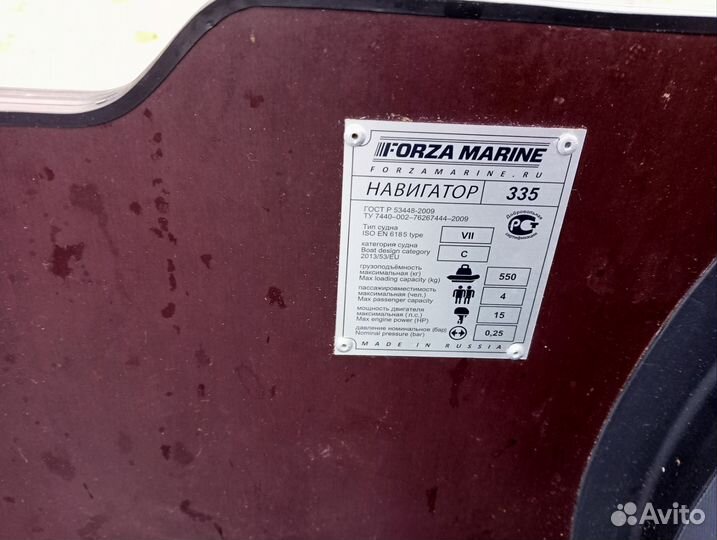 FORZA MARINE
FORZAMARINE.RU
НАВИГАТОР 335
ГОСТ Р 53448-2009
ТУ 7440-002-76267444-2009
Добровольная
сертификация
Тип судна
ISO EN 6185 type VII
категория судна
Boat design category
2013/53/EU C
грузоподъёмность
максимальная (кг)
Max loading capacity (kg) 550
пассажировместимость
максимальная (чел.)
Max passenger capacity 4
мощность двигателя
максимальная (л.с.)
Max engine power (HP) 15
давление номинальное (бар)
Nominal pressure (bar) 0,25
MADE IN RUSSIA
Avito